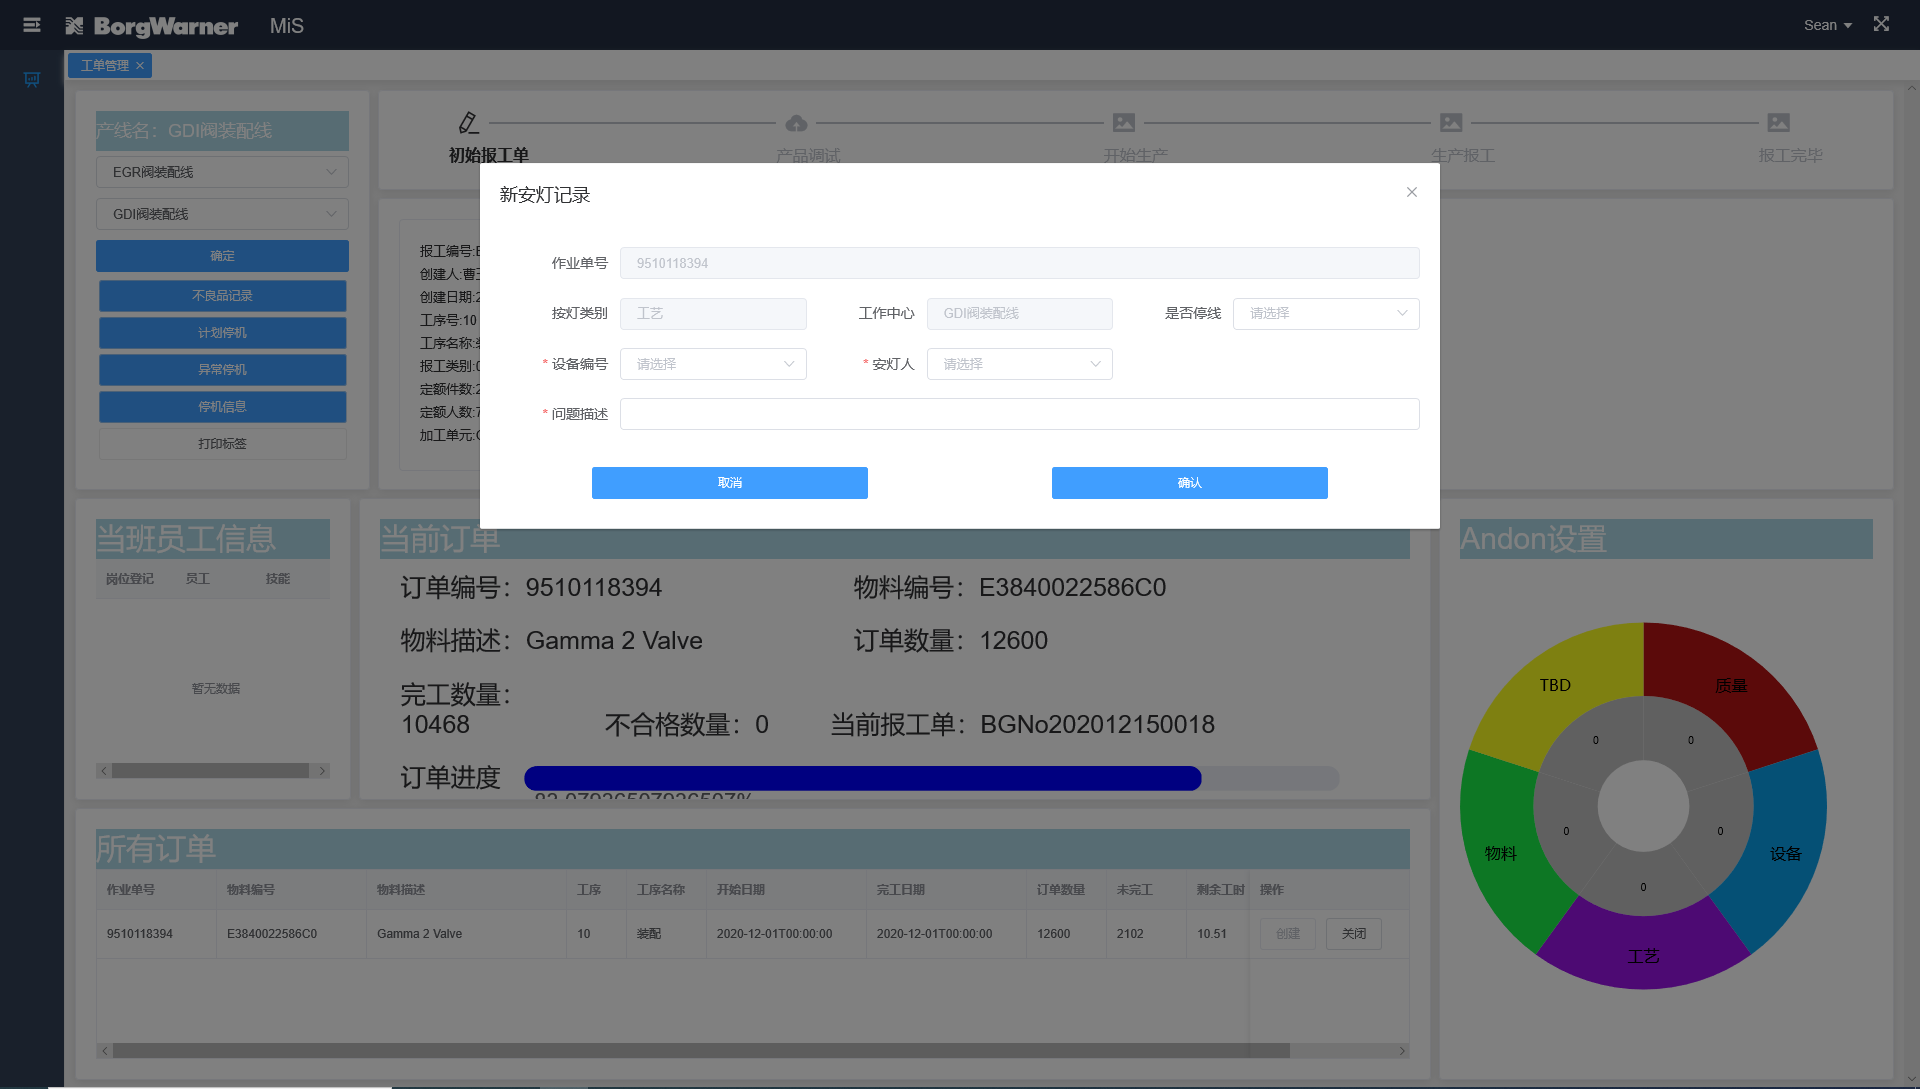 BorgWarner MiS Sean
工单管理
产线名：GDI阀装配线
EGR阀装配线
GDI阀装配线
确定
不良品记录
计划停机
异常停机
停机信息
打印标签
初始报工单 产品调试 开始生产 生产报工 报工完毕
报工编号:
创建人:曹
创建日期:2
工序号:10
工序名称:
报工类别:
定额件数:2
定额人数:7
加工单元:
新安灯记录
作业单号 9510118394
按灯类别 工艺 工作中心 GDI阀装配线 是否停线 请选择
* 设备编号 请选择 * 安灯人 请选择
* 问题描述
取消 确认
当班员工信息
岗位登记 员工 技能
暂无数据
当前订单
订单编号：9510118394 物料编号：E3840022586C0
物料描述：Gamma 2 Valve 订单数量：12600
完工数量：
10468 不合格数量：0 当前报工单：BGNo202012150018
订单进度
Andon设置
TBD 质量
0 0
0 0
物料 设备
0
工艺
所有订单
作业单号 物料编号 物料描述 工序 工序名称 开始日期 完工日期 订单数量 未完工 剩余工时 操作
9510118394 E3840022586C0 Gamma 2 Valve 10 装配 2020-12-01T00:00:00 2020-12-01T00:00:00 12600 2102 10.51 创建 关闭